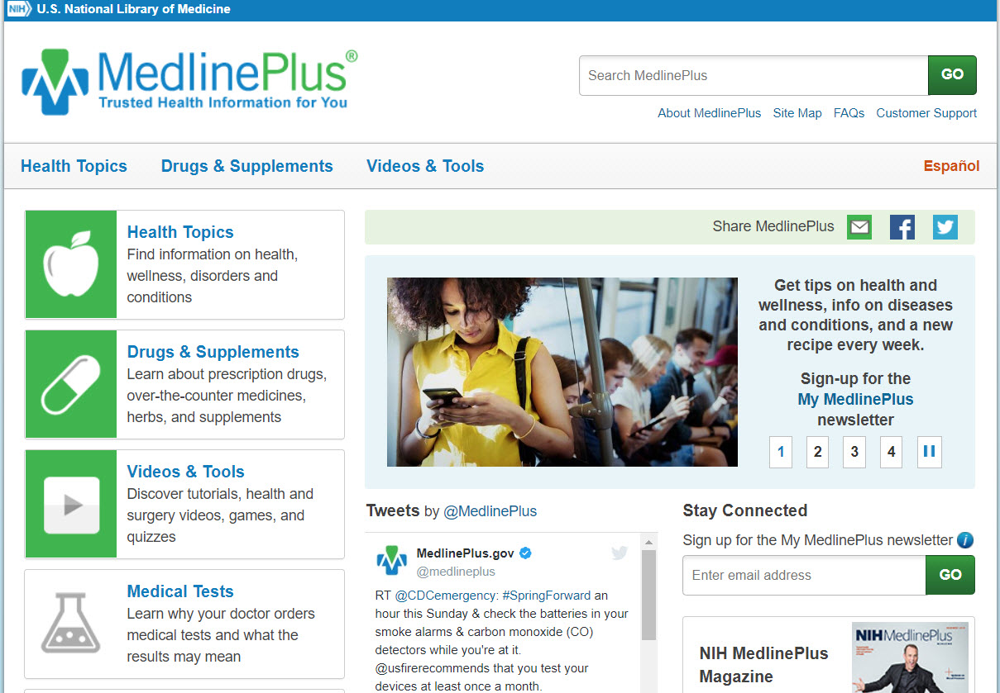 NIH U.S. National Library of Medicine
MedlinePlus®
Trusted Health Information for You
Search MedlinePlus
GO
About MedlinePlus Site Map FAQs Customer Support
Health Topics Drugs & Supplements Videos & Tools Español
Health Topics
Find information on health,
wellness, disorders and
conditions
Drugs & Supplements
Learn about prescription drugs,
over-the-counter medicines,
herbs, and supplements
Videos & Tools
Discover tutorials, health and
surgery videos, games, and
quizzes
Medical Tests
Learn why your doctor orders
medical tests and what the
results may mean
Share MedlinePlus
Get tips on health and
wellness, info on diseases
and conditions, and a new
recipe every week.
Sign-up for the
My MedlinePlus
newsletter
1 2 3 4
Tweets by @MedlinePlus
MedlinePlus.gov
@medlineplus
RT @CDCemergency: #SpringForward an
hour this Sunday & check the batteries in your
smoke alarms & carbon monoxide (CO)
detectors while you're at it.
@usfirerecommends that you test your
devices at least once a month.
Stay Connected
Sign up for the My MedlinePlus newsletter
Enter email address
GO
NIH MedlinePlus
Magazine
NIHMedlinePlus